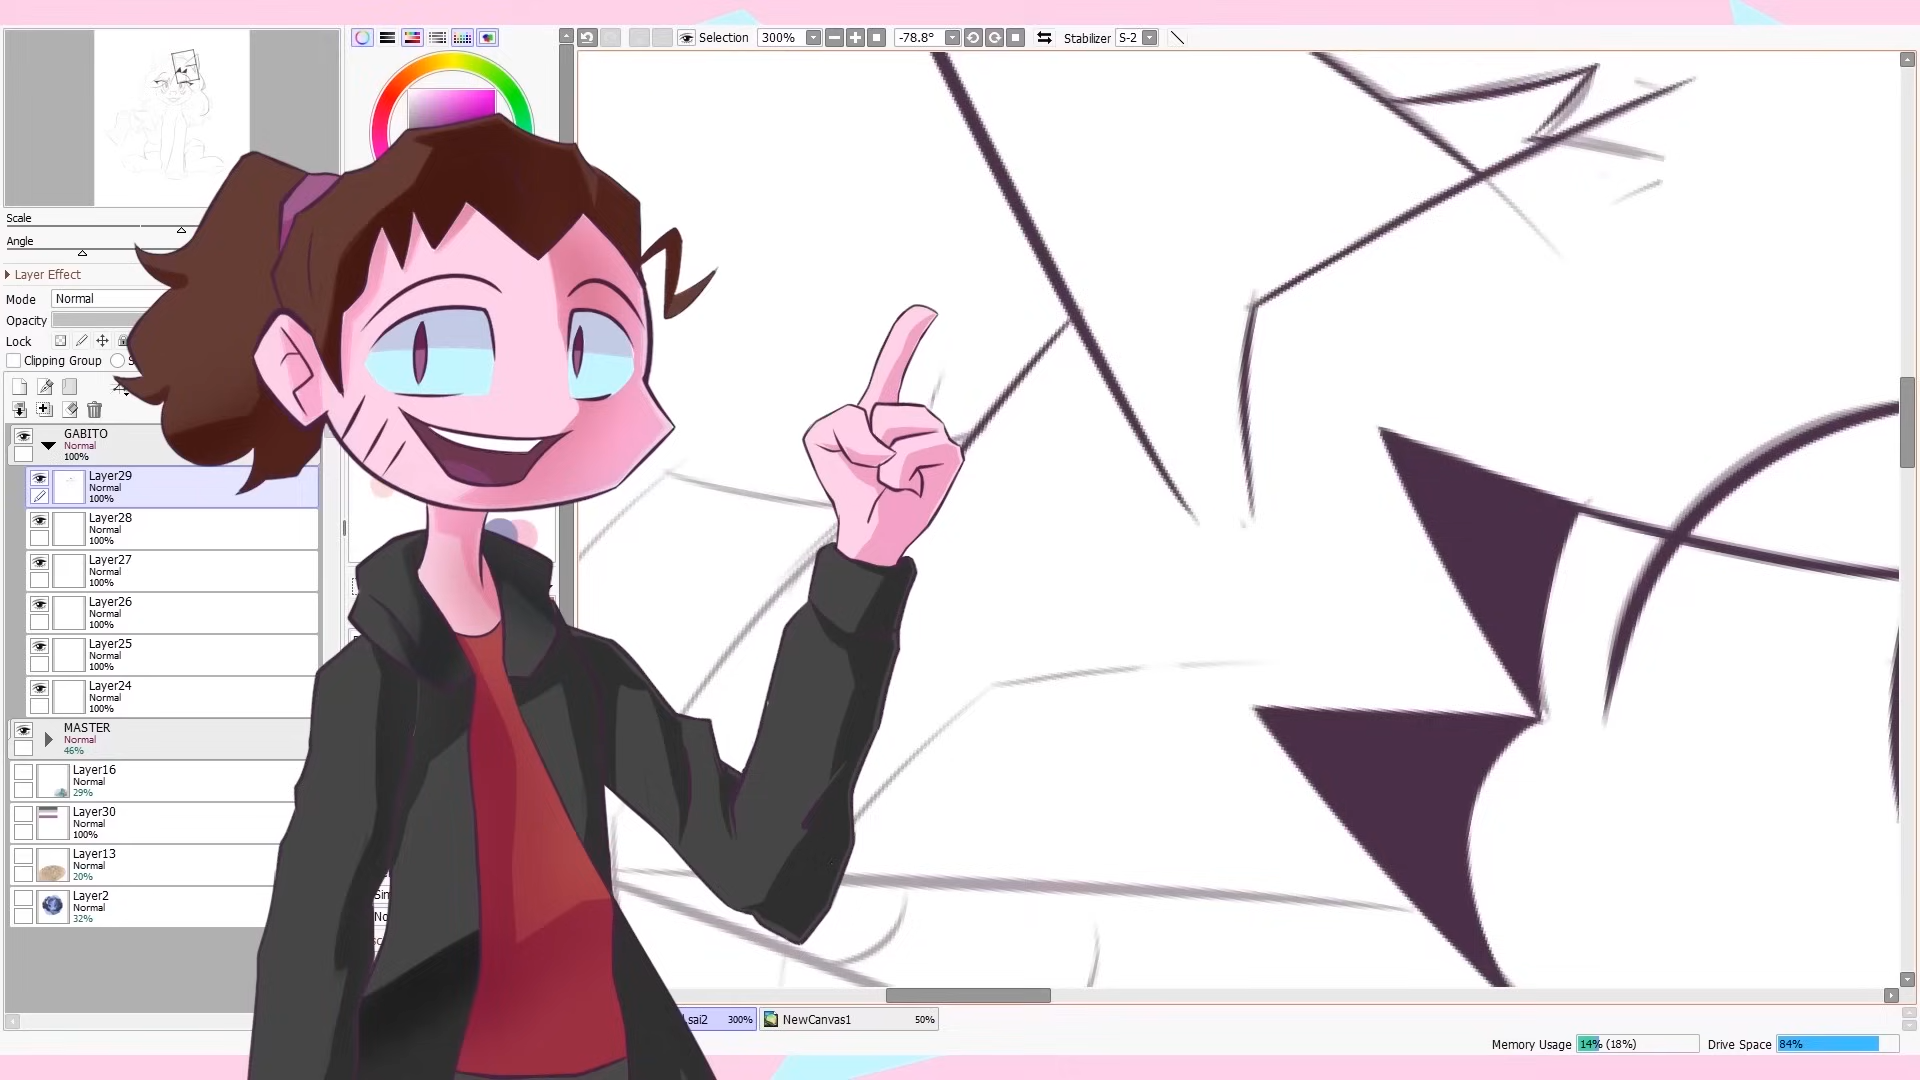 Selection 300% -78.8° Stabilizer S-2
Scale
Angle
Layer Effect
Mode Normal
Opacity
Lock
Clipping Group
GABITO
Normal
100%
Layer29
Normal
100%
Layer28
Normal
100%
Layer27
Normal
100%
Layer26
Normal
100%
Layer25
Normal
100%
Layer24
Normal
100%
MASTER
Normal
46%
Layer16
Normal
29%
Layer30
Normal
100%
Layer13
Normal
20%
Layer2
Normal
32%
.sai2 300% NewCanvas1 50%
Memory Usage 14% (18%) Drive Space 84%